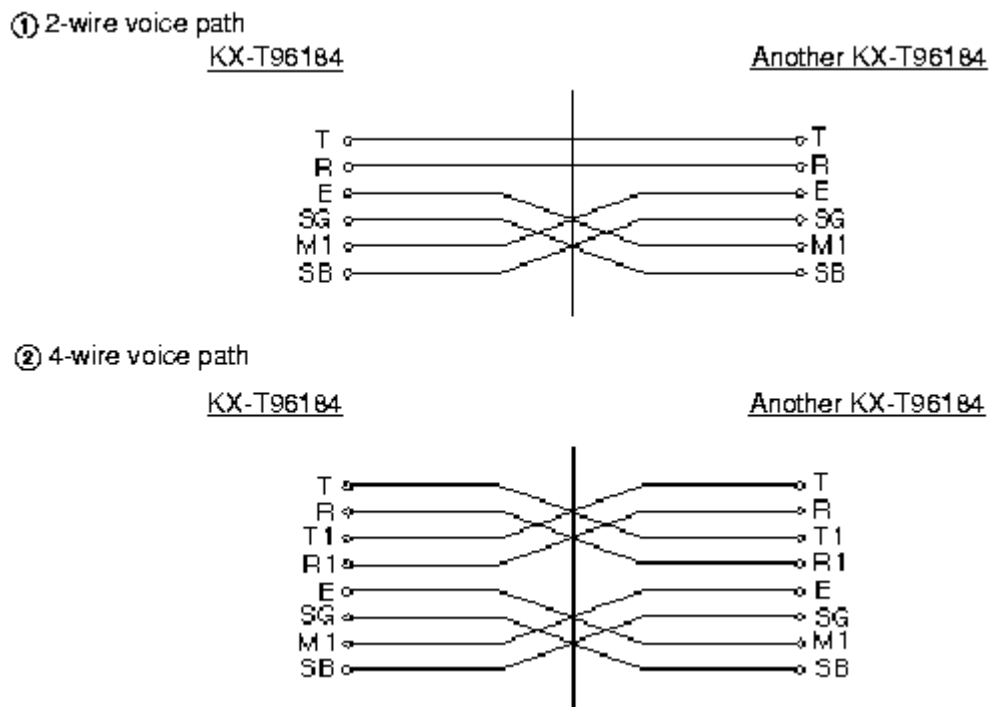 ① 2-wire voice path
KX-T96184 Another KX-T96184
T T
R R
E E
SG SG
M1 M1
SB SB
② 4-wire voice path
KX-T96184 Another KX-T96184
T T
R R
T1 T1
R1 R1
E E
SG SG
M1 M1
SB SB